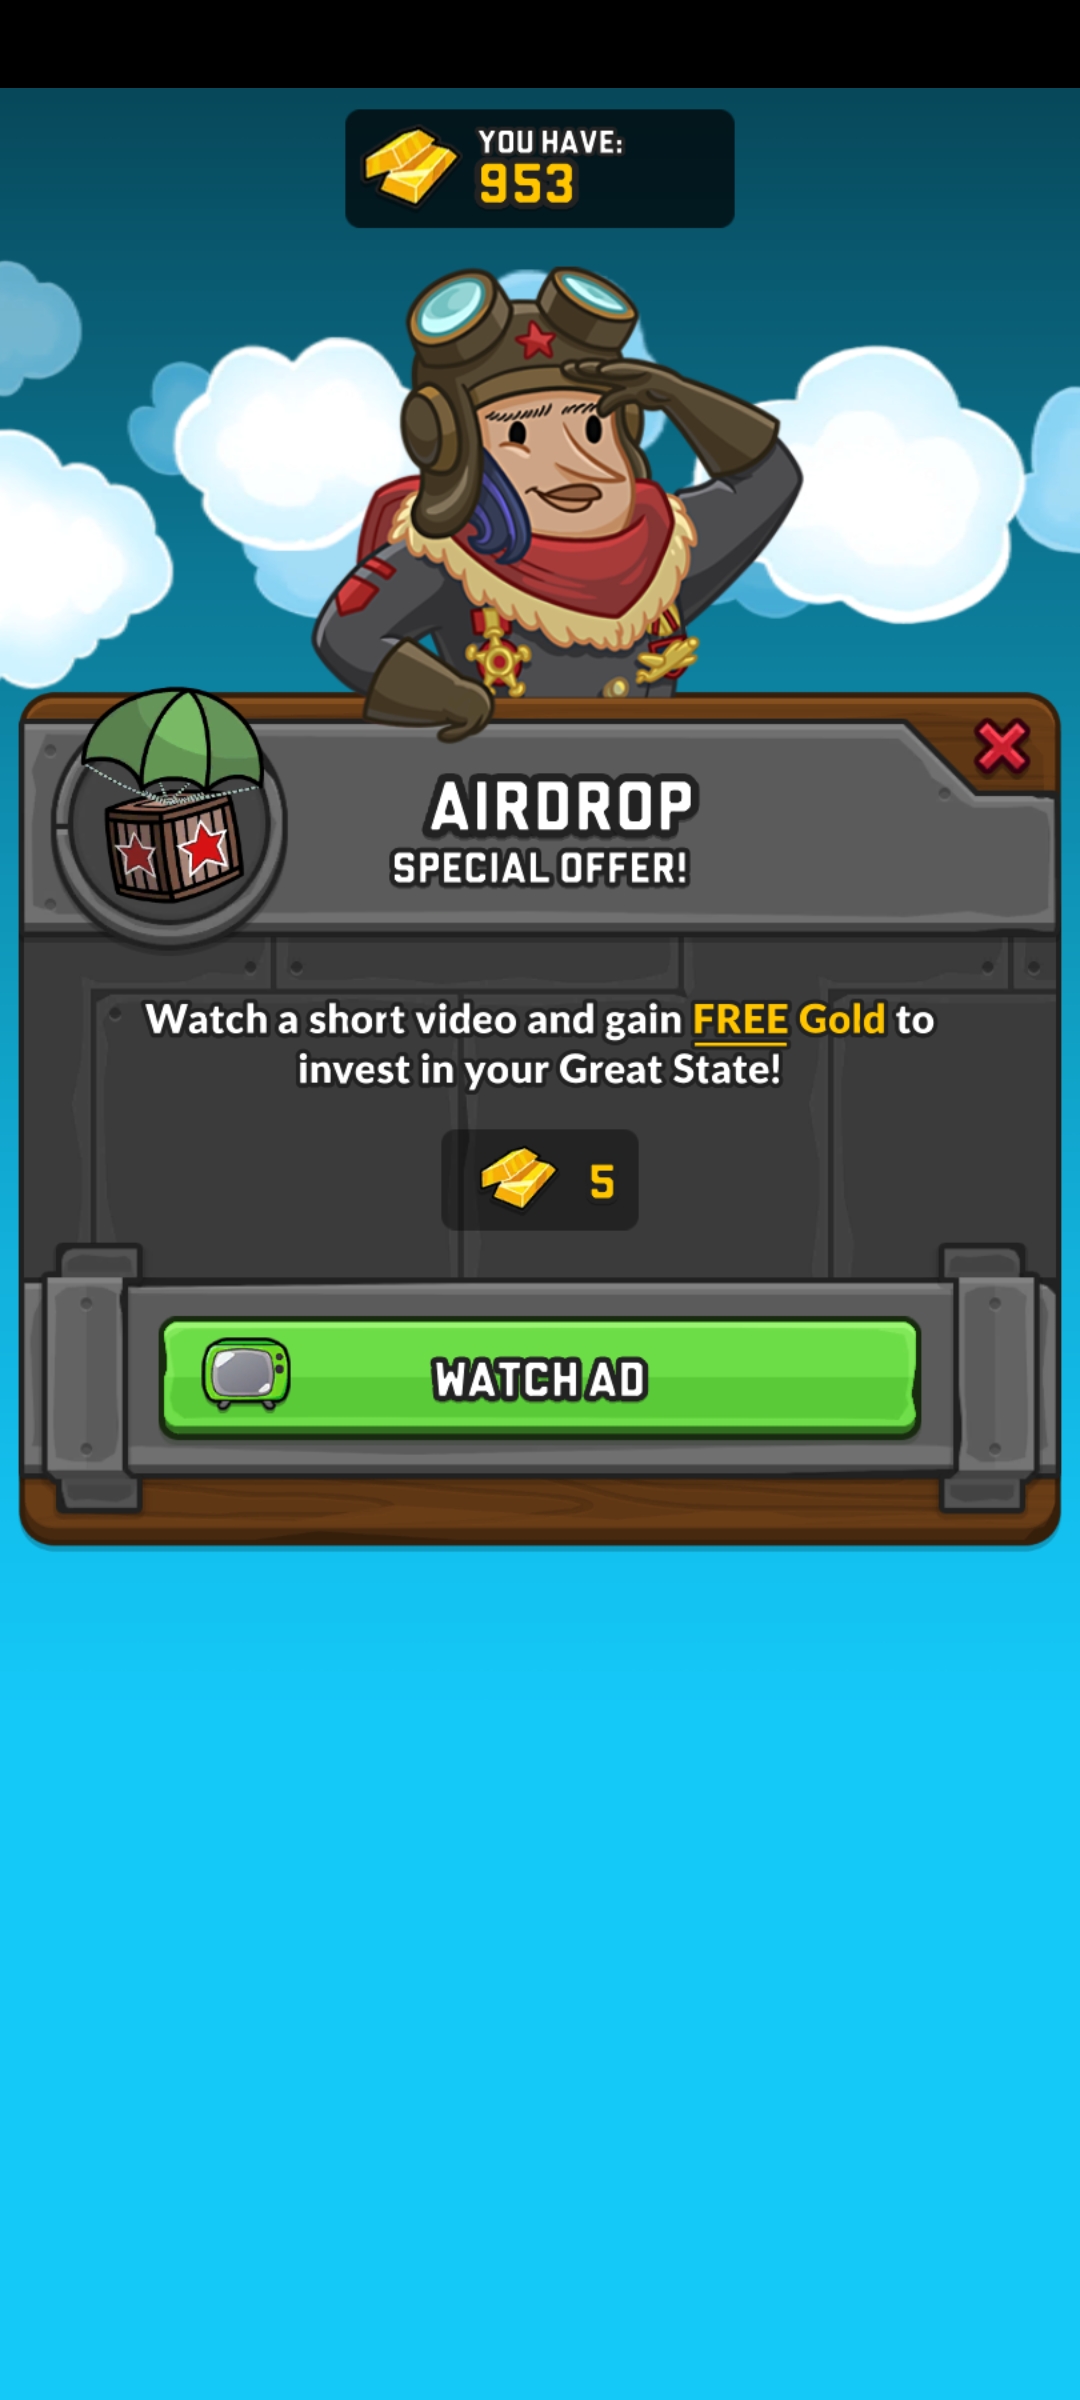 YOU HAVE:
953
AIRDROP
SPECIAL OFFER!
Watch a short video and gain FREE Gold to
invest in your Great State!
5
WATCH AD